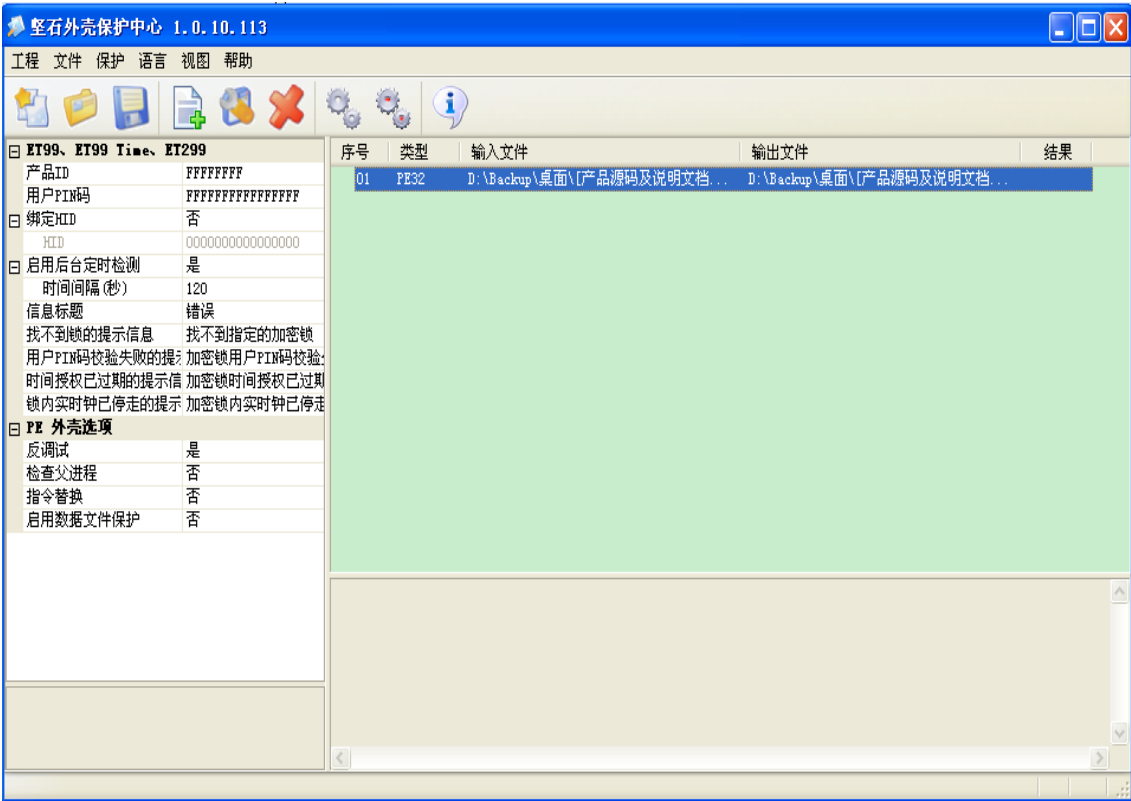 坚石外壳保护中心 1.0.10.113
工程 文件 保护 语言 视图 帮助
ET99、ET99 Time、ET299
产品ID FFFFFFFF
用户PIN码 FFFFFFFFFFFFFFFF
绑定HID 否
HID 0000000000000000
启用后台定时检测 是
时间间隔(秒) 120
信息标题 错误
找不到锁的提示信息 找不到指定的加密锁
用户PIN码校验失败的提 加密锁用户PIN码校验
时间授权已过期的提示信 加密锁时间授权已过期
锁内实时钟已停走的提示 加密锁内实时钟已停走
PE 外壳选项
反调试 是
检查父进程 否
指令替换 否
启用数据文件保护 否
序号 类型 输入文件 输出文件 结果
01 PE32 D:\Backup\桌面\[产品源码及说明文档... D:\Backup\桌面\[产品源码及说明文档...